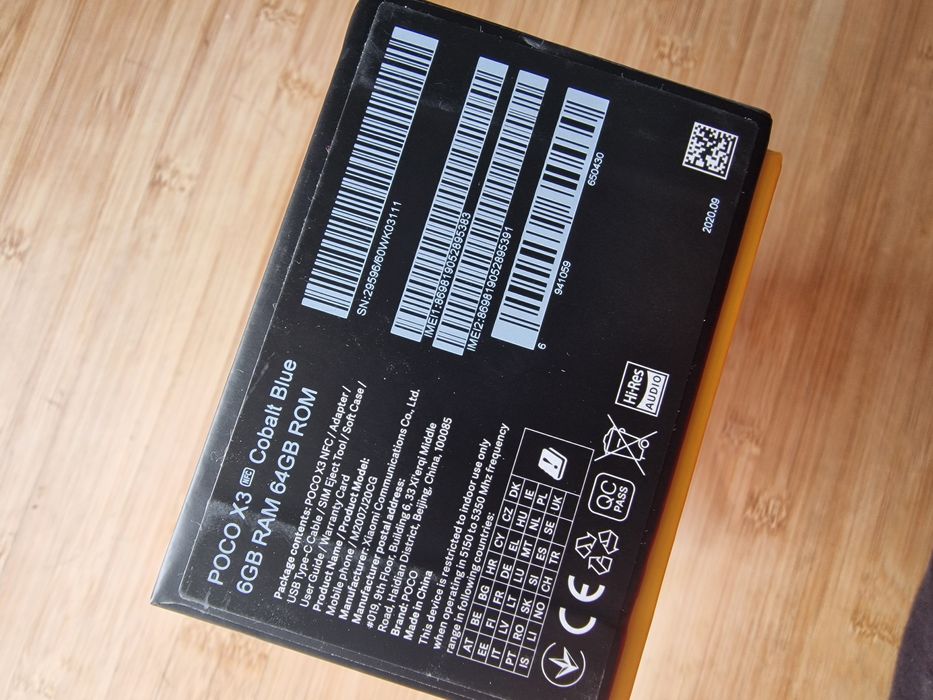 POCO X3 NFC Cobalt Blue
6GB RAM 64GB ROM
Package contents: POCO X3 NFC / Adapter /
USB Type-C Cable / SIM Eject Tool / Soft Case /
User Guide / Warranty Card
Product Name / Product Model:
Mobile phone / M2007J20CG
Manufacturer: Xiaomi Communications Co., Ltd.
Manufacturer postal address:
#019, 9th Floor, Building 6, 33 Xi'erqi Middle
Road, Haidian District, Beijing, China, 100085
Brand: POCO
Made in China
This device is restricted to indoor use only
when operating in 5150 to 5350 Mhz frequency
range in following countries:
AT BE BG HR CY CZ DK
EE FI FR DE EL HU IE
IT LV LT LU MT NL PL
PT RO SK SI ES SE UK
IS LI NO CH TR
CE
QC
PASS
Hi-Res
AUDIO
SN:29596/60WK03111
IMEI1:869819052895383
IMEI2:869819052895391
6 941059 650430
2020.09